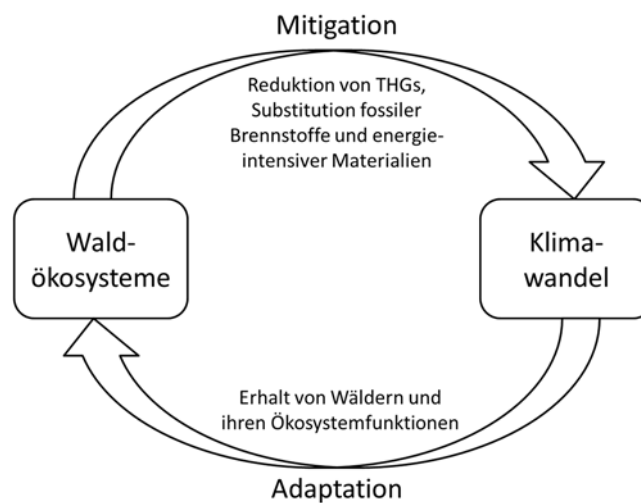 Mitigation
Reduktion von THGs,
Substitution fossiler
Brennstoffe und energie-
intensiver Materialien
Wald-
ökosysteme
Klima-
wandel
Erhalt von Wäldern und
ihren Ökosystemfunktionen
Adaptation